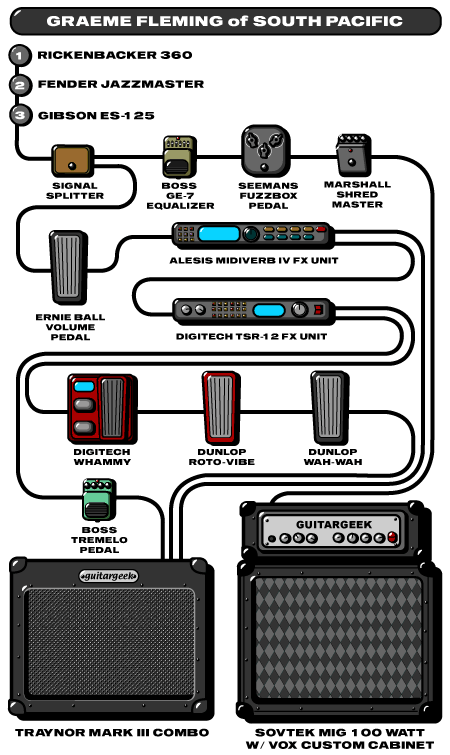 GRAEME FLEMING of SOUTH PACIFIC
1 RICKENBACKER 360
2 FENDER JAZZMASTER
3 GIBSON ES-125
SIGNAL
SPLITTER
BOSS
GE-7
EQUALIZER
SEEMANS
FUZZBOX
PEDAL
MARSHALL
SHRED
MASTER
ALESIS MIDIVERB IV FX UNIT
ERNIE BALL
VOLUME
PEDAL
DIGITECH TSR-12 FX UNIT
DIGITECH
WHAMMY
DUNLOP
ROTO-VIBE
DUNLOP
WAH-WAH
BOSS
TREMELO
PEDAL
GUITARGEEK
guitargeek
TRAYNOR MARK III COMBO
SOVTEK MIG 100 WATT
W/ VOX CUSTOM CABINET